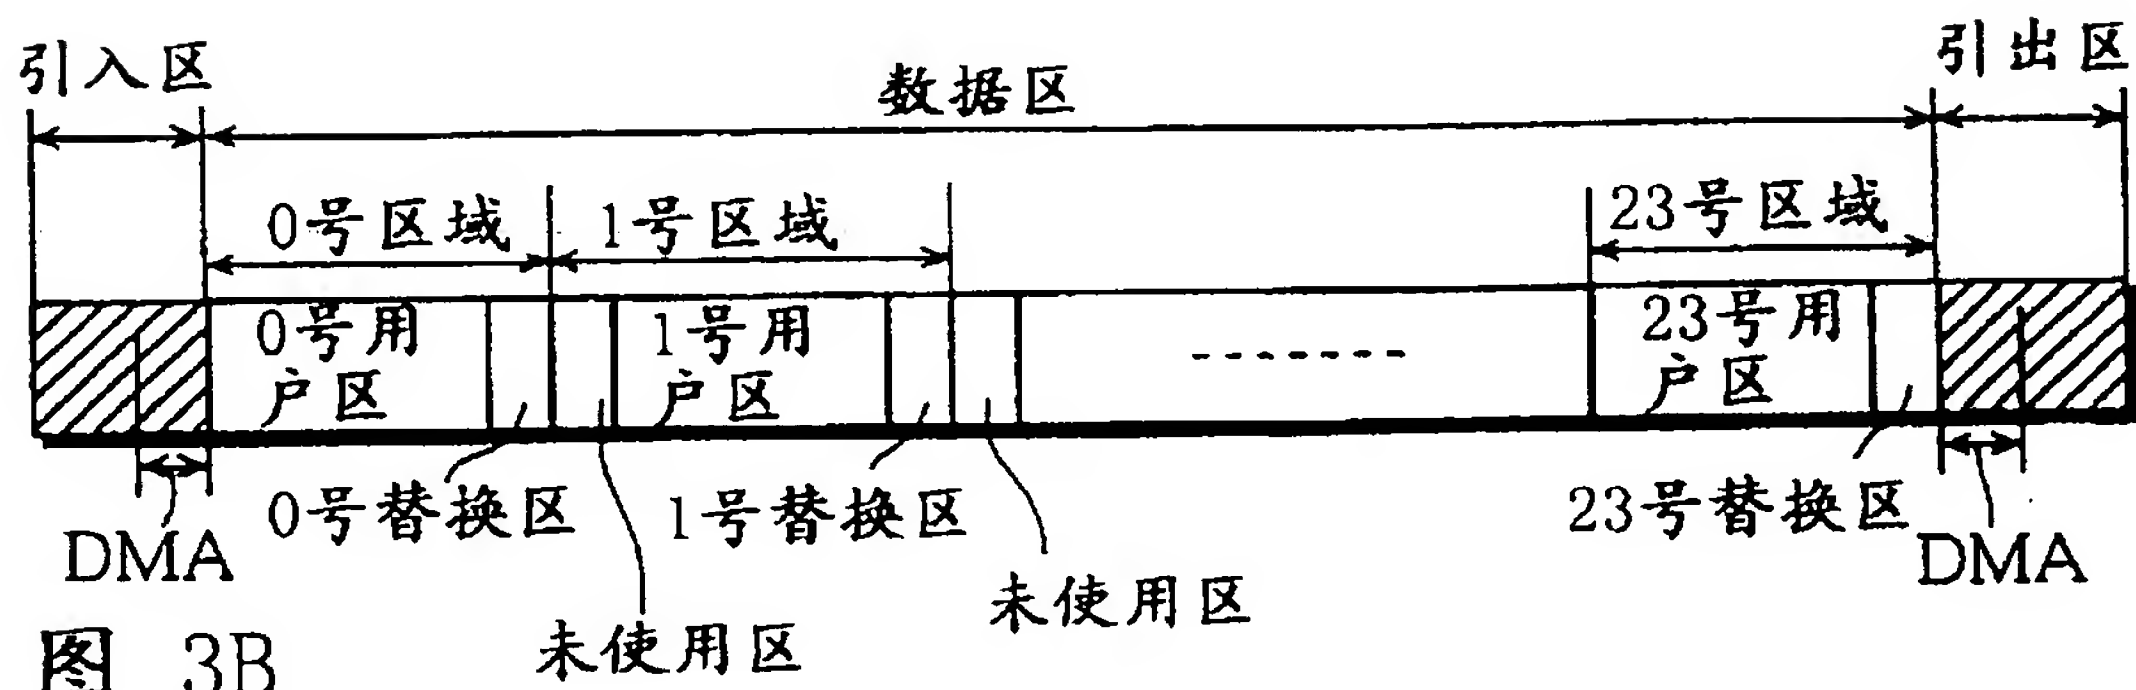 引入区
数据区
引出区
0号区域
1号区域
23号区域
0号用
户区
1号用
户区
23号用
户区
0号替换区
1号替换区
23号替换区
DMA
DMA
未使用区
未使用区
图 3B